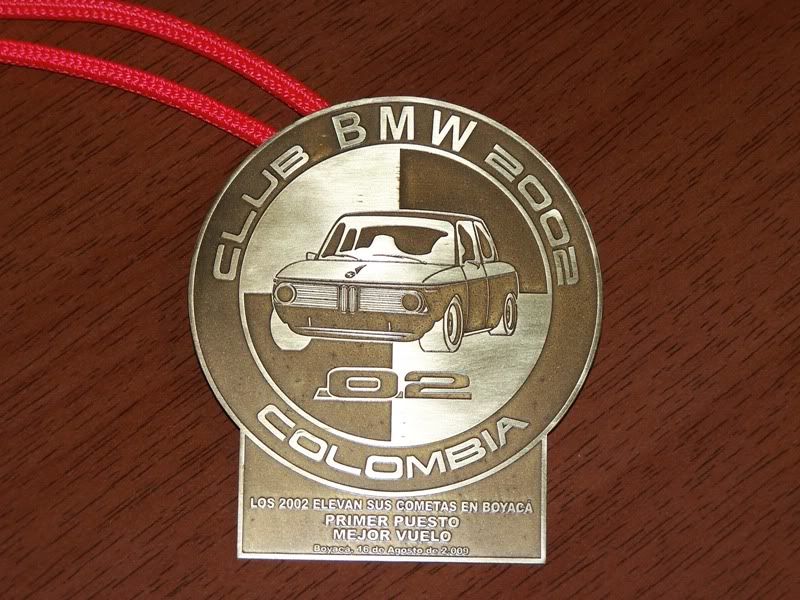 CLUB BMW 2002
.02
COLOMBIA
LOS 2002 ELEVAN SUS COMETAS EN BOYACÁ
PRIMER PUESTO
MEJOR VUELO
Boyacá, 16 de Agosto de 2.009